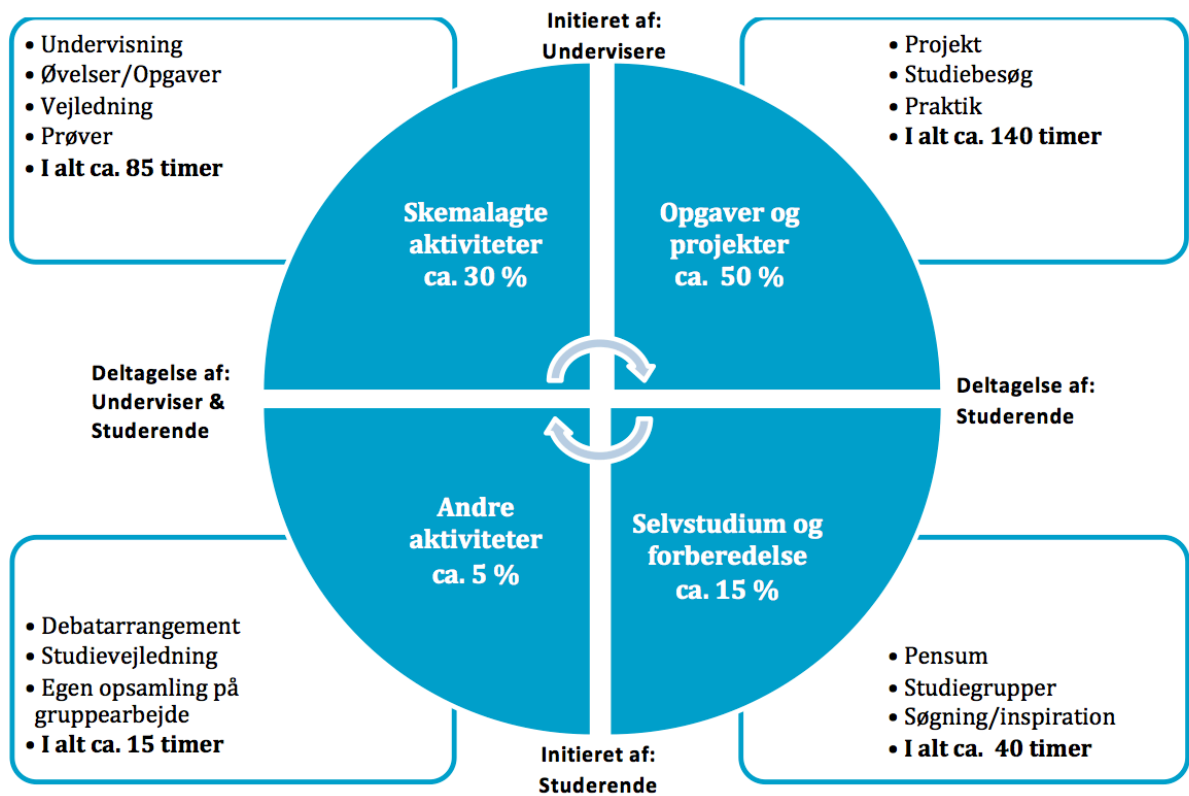 Initieret af:
Undervisere
• Undervisning
• Øvelser/Opgaver
• Vejledning
• Prøver
• I alt ca. 85 timer
• Projekt
• Studiebesøg
• Praktik
• I alt ca. 140 timer
Skemalagte
aktiviteter
ca. 30 %
Opgaver og
projekter
ca.  50 %
Deltagelse af:
Underviser &
Studerende
Deltagelse af:
Studerende
Andre
aktiviteter
ca. 5 %
Selvstudium og
forberedelse
ca. 15 %
• Debatarrangement
• Studievejledning
• Egen opsamling på
gruppearbejde
• I alt ca. 15 timer
• Pensum
• Studiegrupper
• Søgning/inspiration
• I alt ca.  40 timer
Initieret af:
Studerende